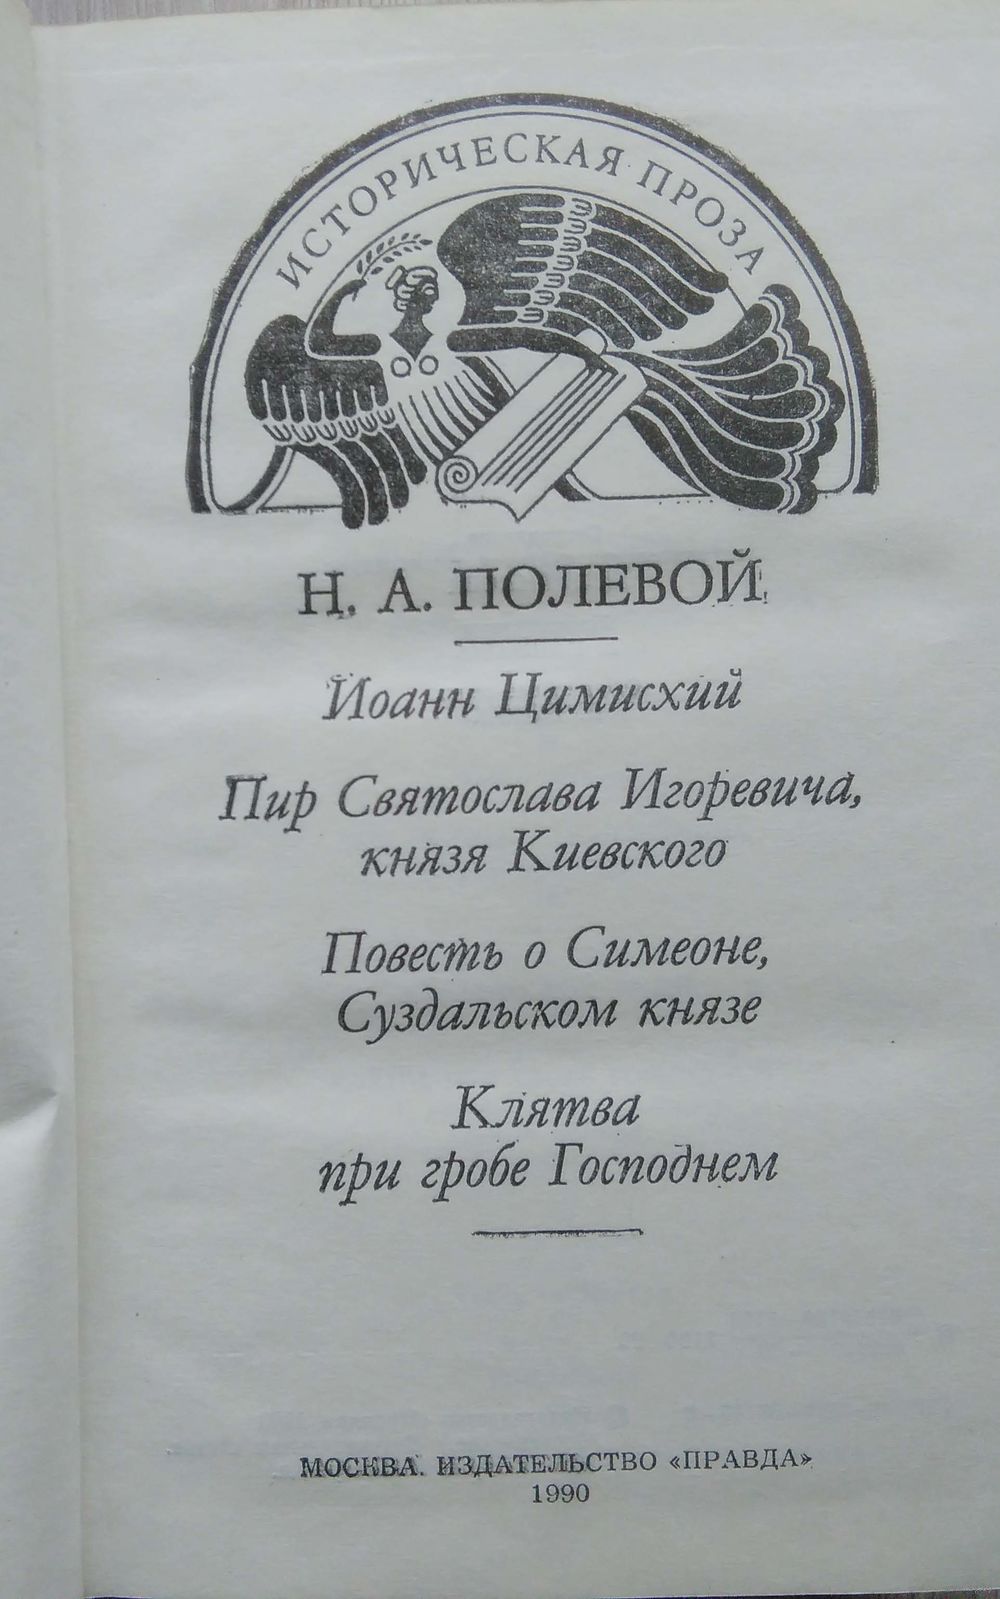 ИСТОРИЧЕСКАЯ ПРОЗА
Н. А. ПОЛЕВОЙ
Иоанн Цимисхий
Пир Святослава Игоревича,
князя Киевского
Повесть о Симеоне,
Суздальском князе
Клятва
при гробе Господнем
МОСКВА. ИЗДАТЕЛЬСТВО «ПРАВДА»
1990